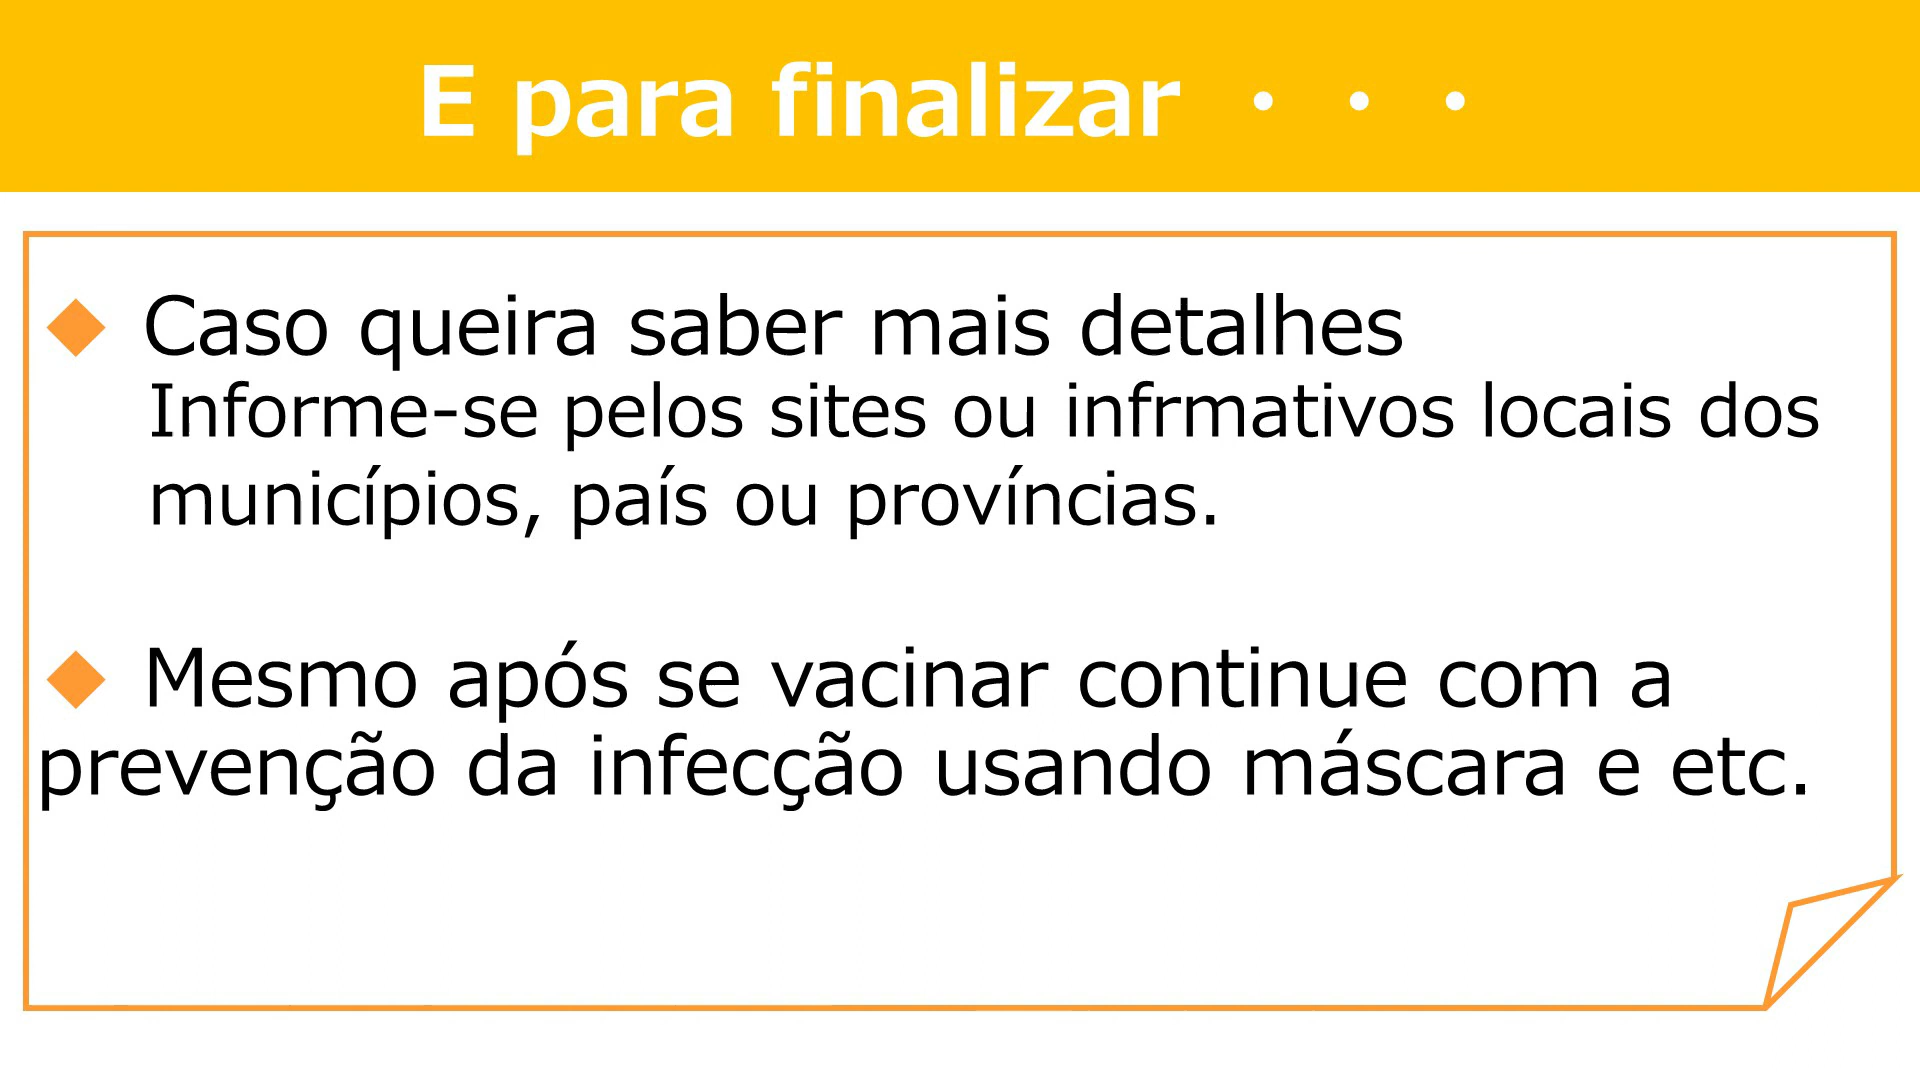 E para finalizar ・・・
◆ Caso queira saber mais detalhes
Informe-se pelos sites ou infrmativos locais dos
municípios, país ou províncias.
◆ Mesmo após se vacinar continue com a
prevenção da infecção usando máscara e etc.